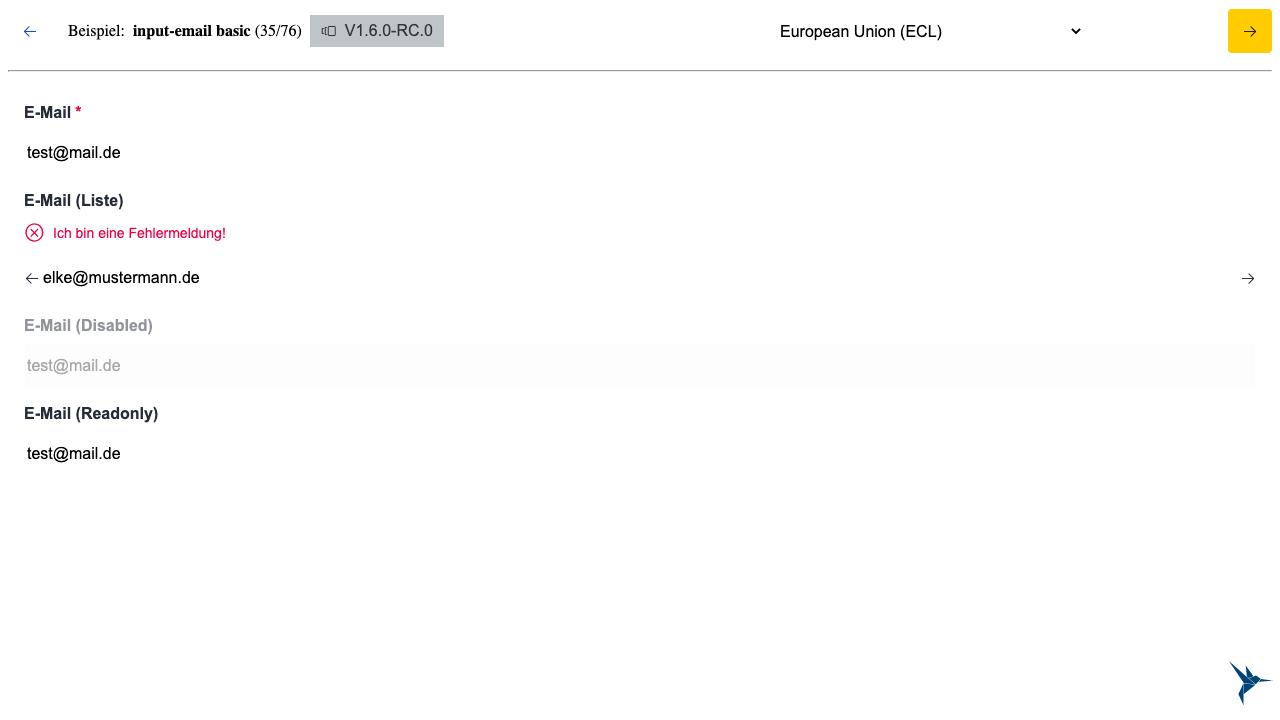 Beispiel: input-email basic (35/76) V1.6.0-RC.0 European Union (ECL)
E-Mail *
test@mail.de
E-Mail (Liste)
Ich bin eine Fehlermeldung!
elke@mustermann.de
E-Mail (Disabled)
test@mail.de
E-Mail (Readonly)
test@mail.de